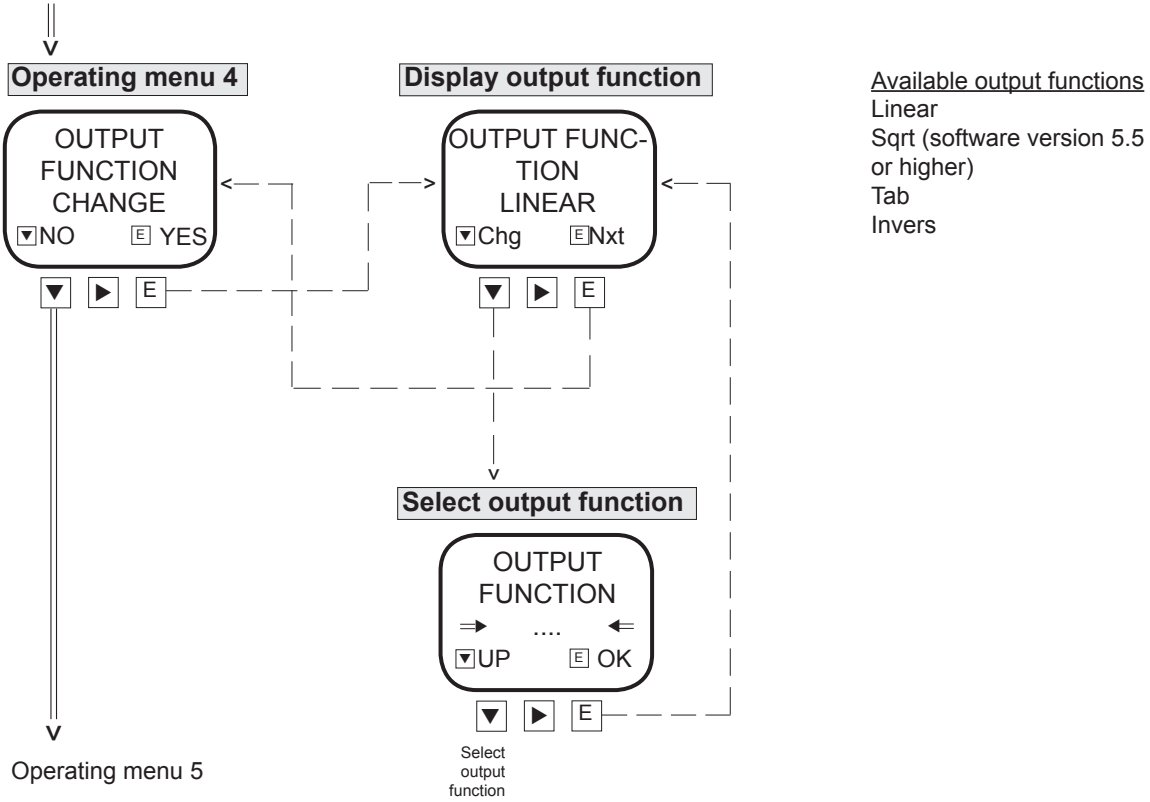 Operating menu 4
OUTPUT
FUNCTION
CHANGE
▼NO E YES
▼ ▶ E
Display output function
OUTPUT FUNC-
TION
LINEAR
▼Chg ENxt
▼ ▶ E
Available output functions
Linear
Sqrt (software version 5.5
or higher)
Tab
Invers
Select output function
OUTPUT
FUNCTION
....
▼UP E OK
▼ ▶ E
Select
output
function
Operating menu 5